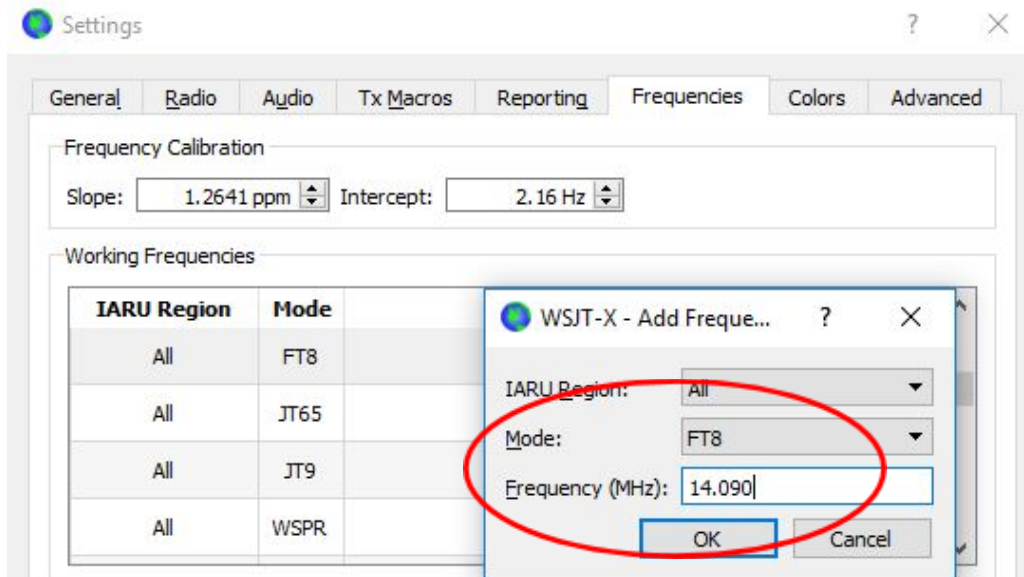 Settings ?
General Radio Audio Tx Macros Reporting Frequencies Colors Advanced
Frequency Calibration
Slope: 1.2641 ppm Intercept: 2.16 Hz
Working Frequencies
IARU Region Mode
All FT8
All JT65
All JT9
All WSPR
WSJT-X - Add Freque... ?
IARU Region: All
Mode: FT8
Frequency (MHz): 14.090
OK Cancel